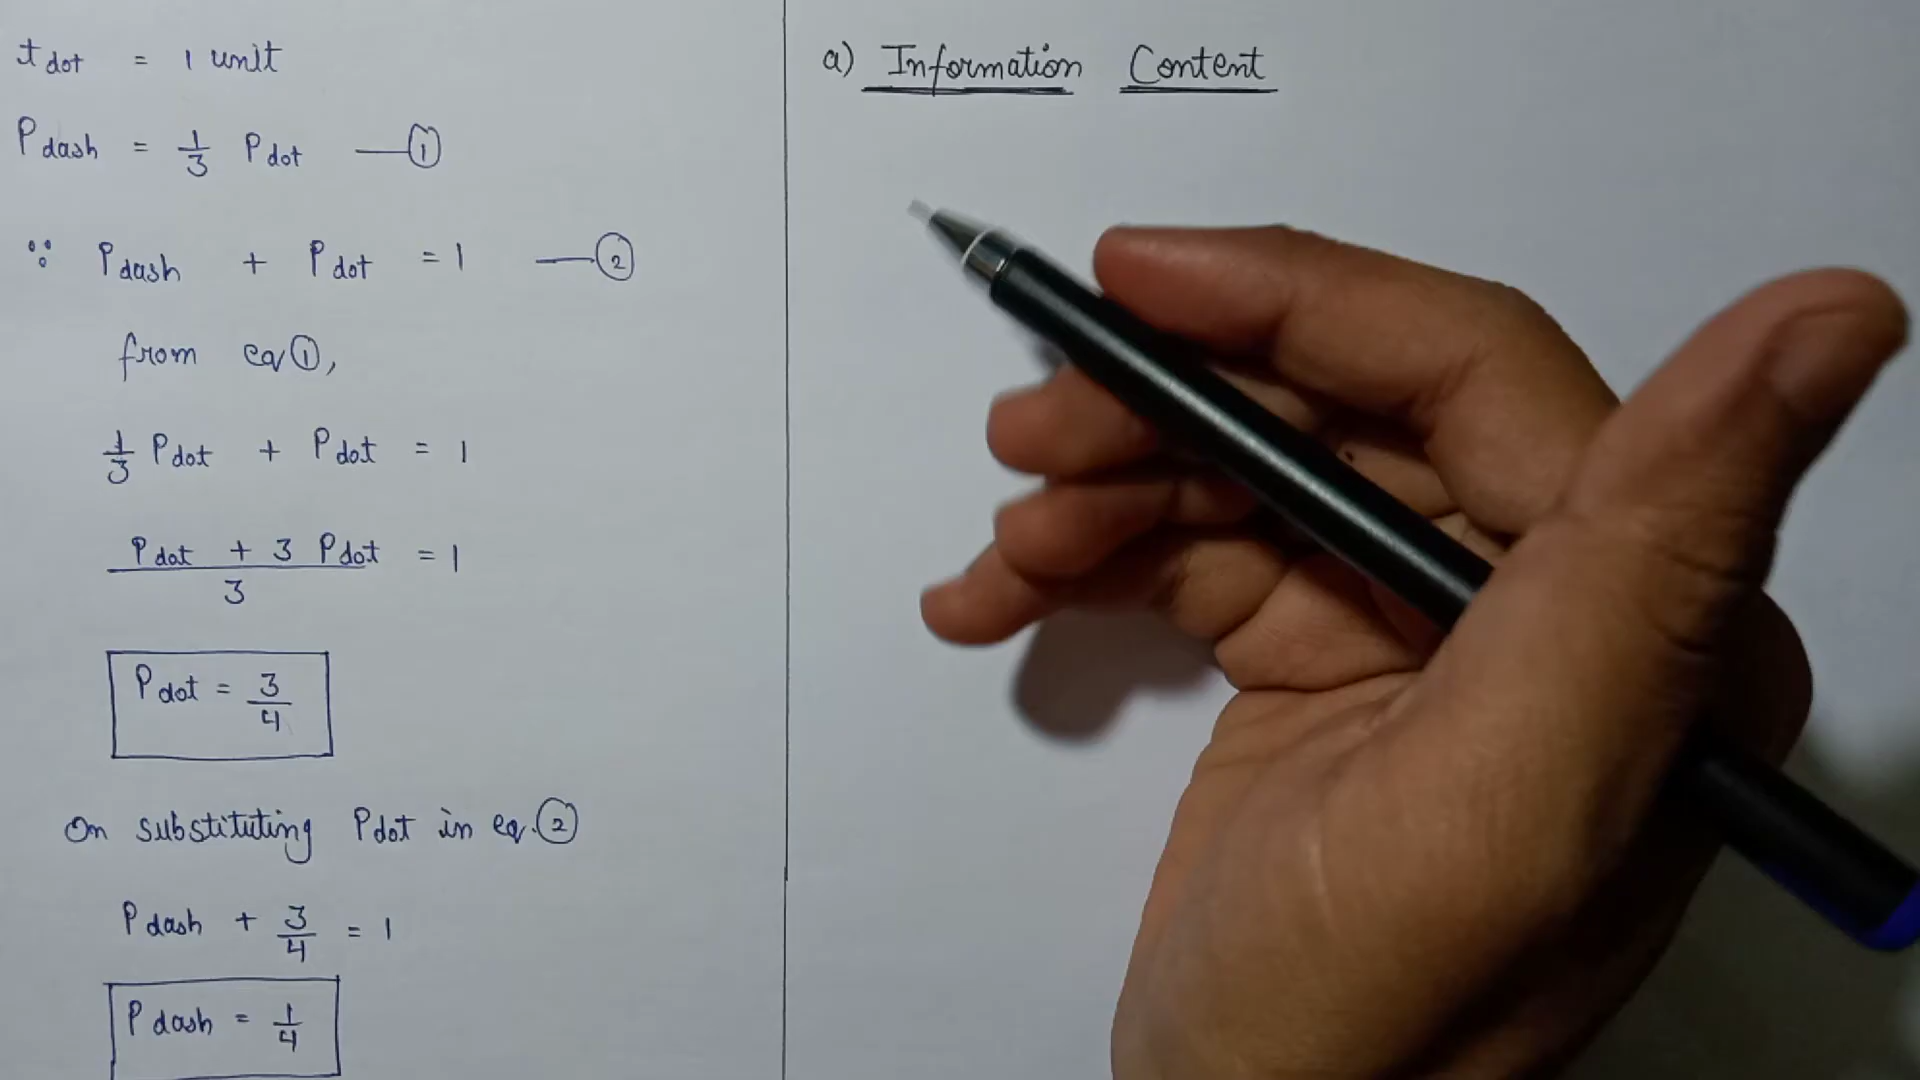 t dot = 1 unit
P dash = 1/3 P dot —①
∵ P dash + P dot = 1 —②
from eq ①,
1/3 P dot + P dot = 1
P dot + 3 P dot / 3 = 1
P dot = 3/4
On substituting P dot in eq. ②
P dash + 3/4 = 1
P dash = 1/4
a) Information Content